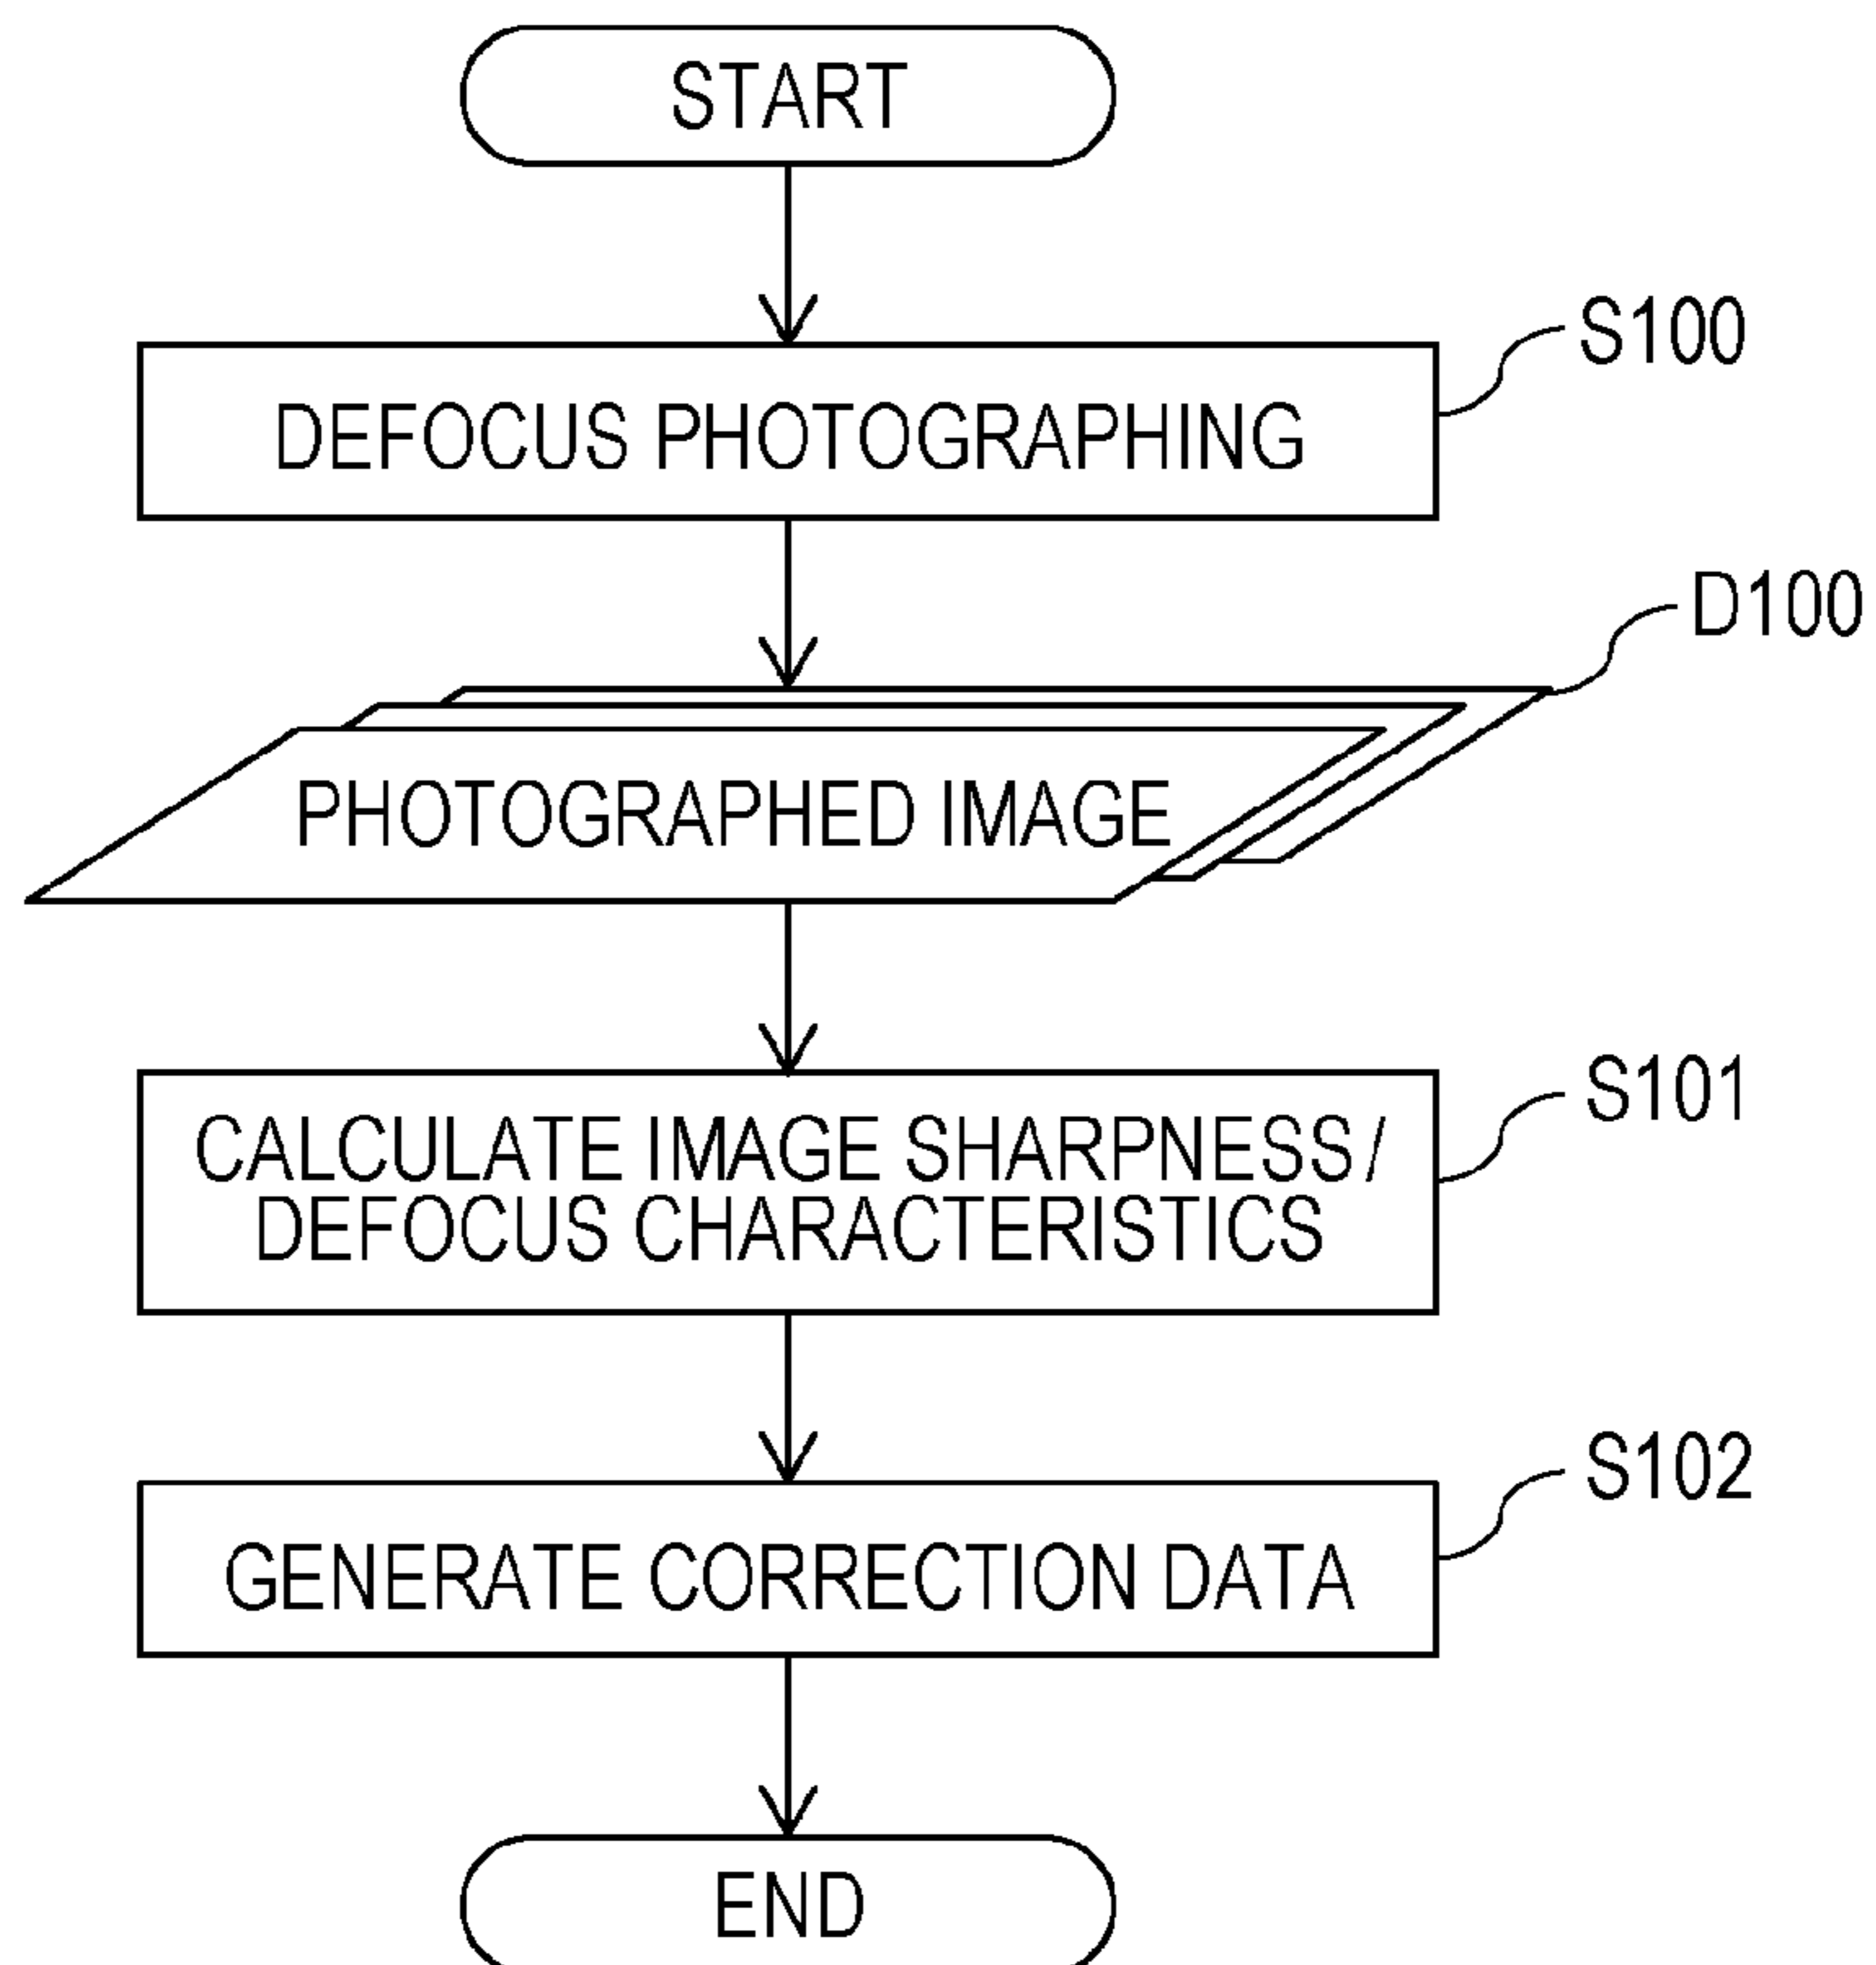 START
S100
DEFOCUS PHOTOGRAPHING
D100
PHOTOGRAPHED IMAGE
S101
CALCULATE IMAGE SHARPNESS/
DEFOCUS CHARACTERISTICS
S102
GENERATE CORRECTION DATA
END